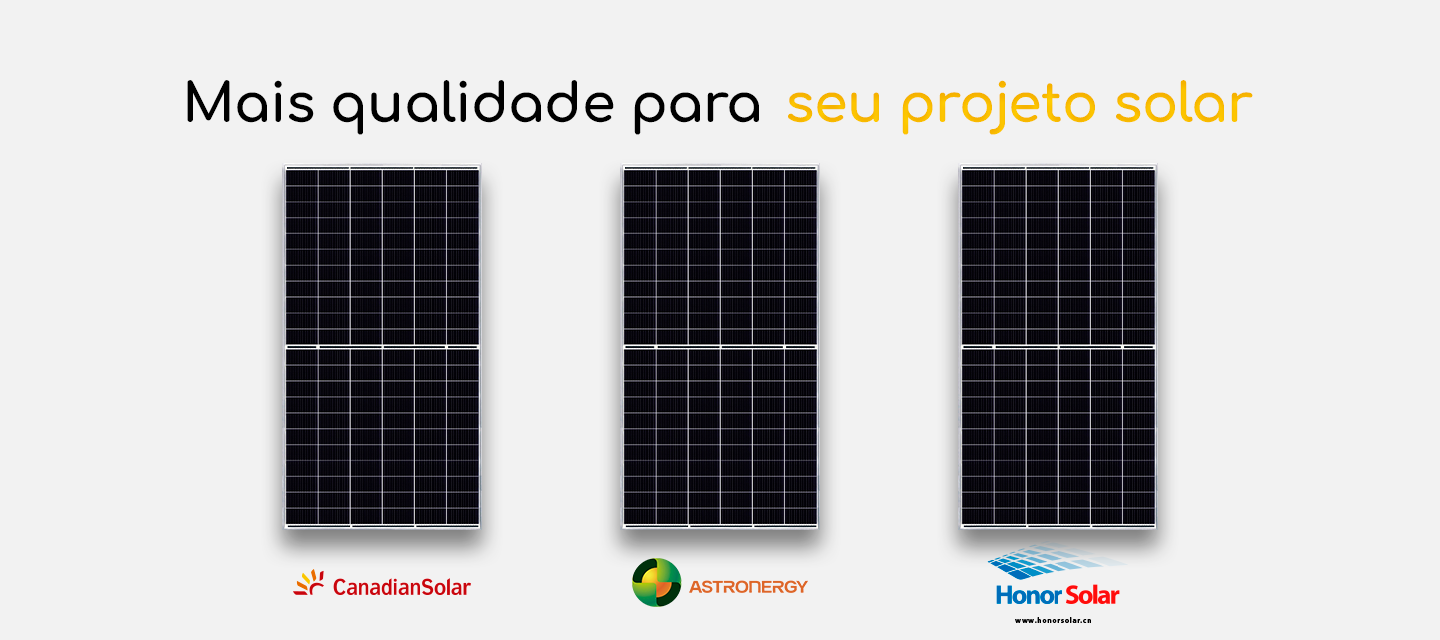 Mais qualidade para seu projeto solar
CanadianSolar
ASTRONERGY
Honor Solar
www.honorsolar.cn